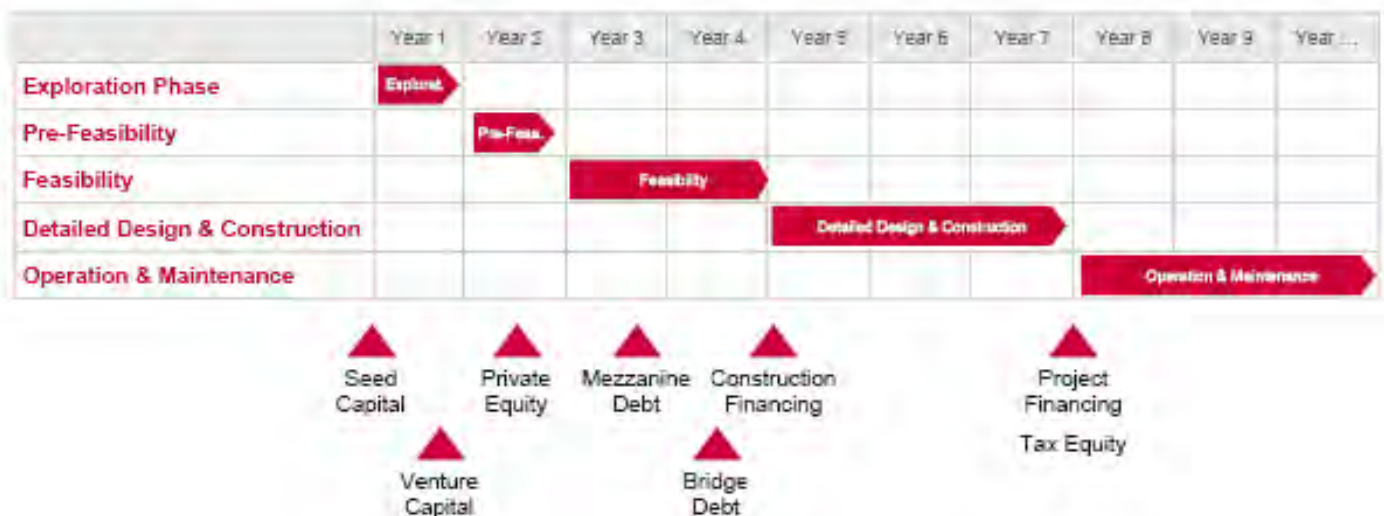 Year 1 Year 2 Year 3 Year 4 Year 5 Year 6 Year 7 Year 8 Year 9 Year ...
Exploration Phase Explorat.
Pre-Feasibility Pre-Feas.
Feasibility Feasibility
Detailed Design & Construction Detailed Design & Construction
Operation & Maintenance Operation & Maintenance
Seed Private Mezzanine Construction Project
Capital Equity Debt Financing Financing
Tax Equity
Venture Bridge
Capital Debt